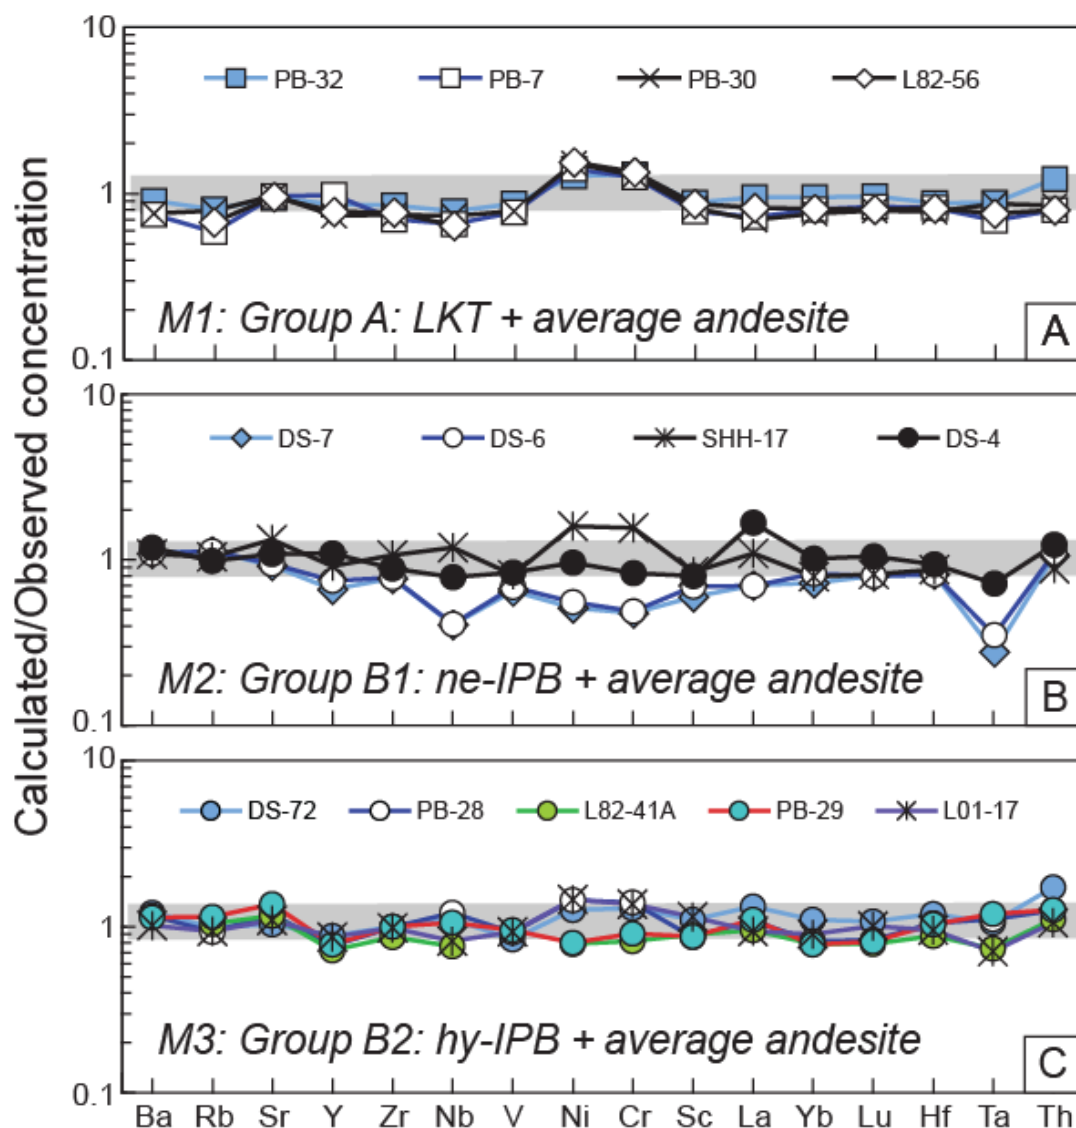 Calculated/Observed concentration
10
PB-32 PB-7 PB-30 L82-56
1
M1: Group A: LKT + average andesite
A
0.1
10
DS-7 DS-6 SHH-17 DS-4
1
M2: Group B1: ne-IPB + average andesite
B
0.1
10
DS-72 PB-28 L82-41A PB-29 L01-17
1
M3: Group B2: hy-IPB + average andesite
C
0.1
Ba Rb Sr Y Zr Nb V Ni Cr Sc La Yb Lu Hf Ta Th